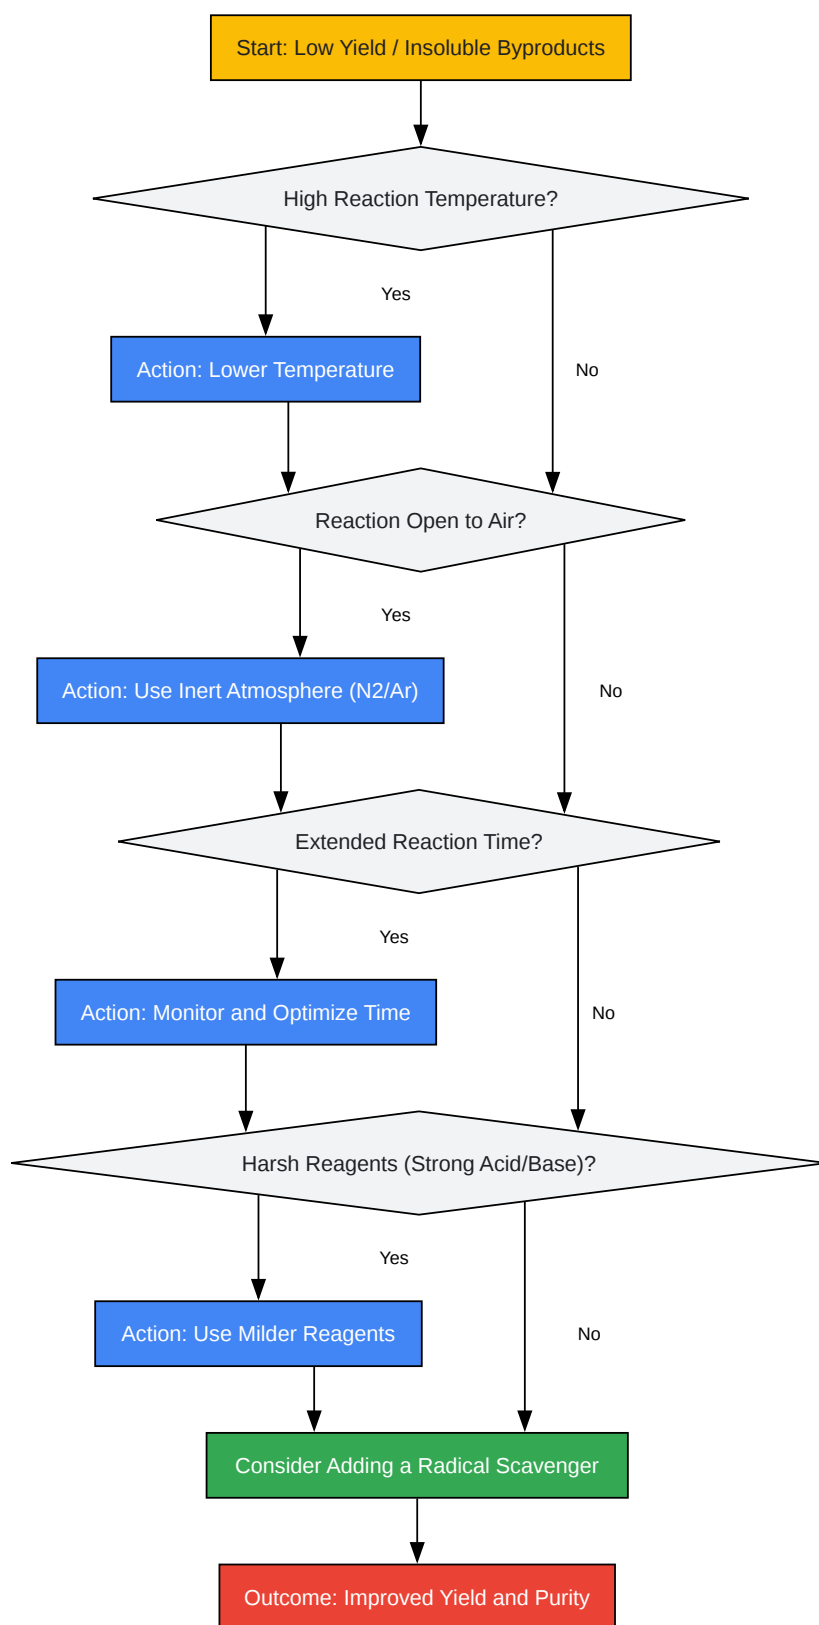 Start: Low Yield / Insoluble Byproducts
High Reaction Temperature?
Yes
Action: Lower Temperature
No
Reaction Open to Air?
Yes
Action: Use Inert Atmosphere (N2/Ar)
No
Extended Reaction Time?
Yes
Action: Monitor and Optimize Time
No
Harsh Reagents (Strong Acid/Base)?
Yes
Action: Use Milder Reagents
No
Consider Adding a Radical Scavenger
Outcome: Improved Yield and Purity